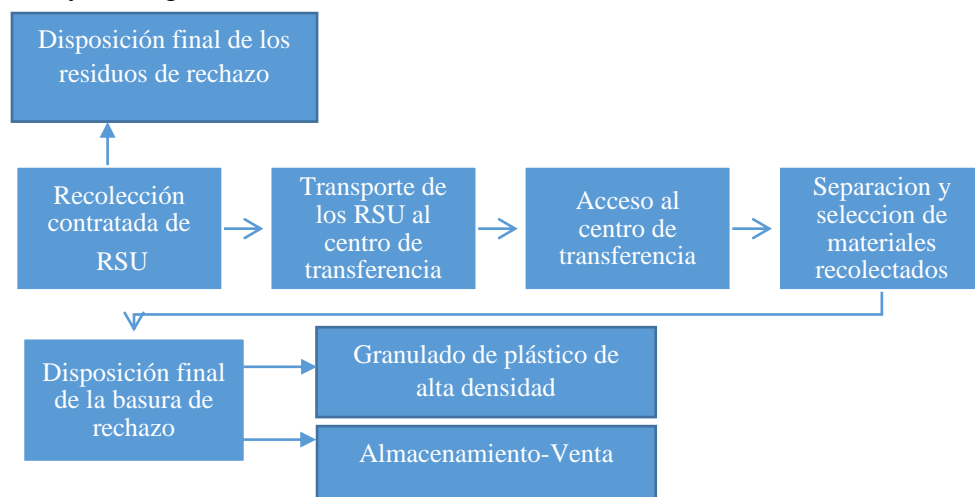 Disposición final de los
residuos de rechazo
Recolección
contratada de
RSU
Transporte de
los RSU al
centro de
transferencia
Acceso al
centro de
transferencia
Separacion y
seleccion de
materiales
recolectados
Disposición final
de la basura de
rechazo
Granulado de plástico de
alta densidad
Almacenamiento-Venta